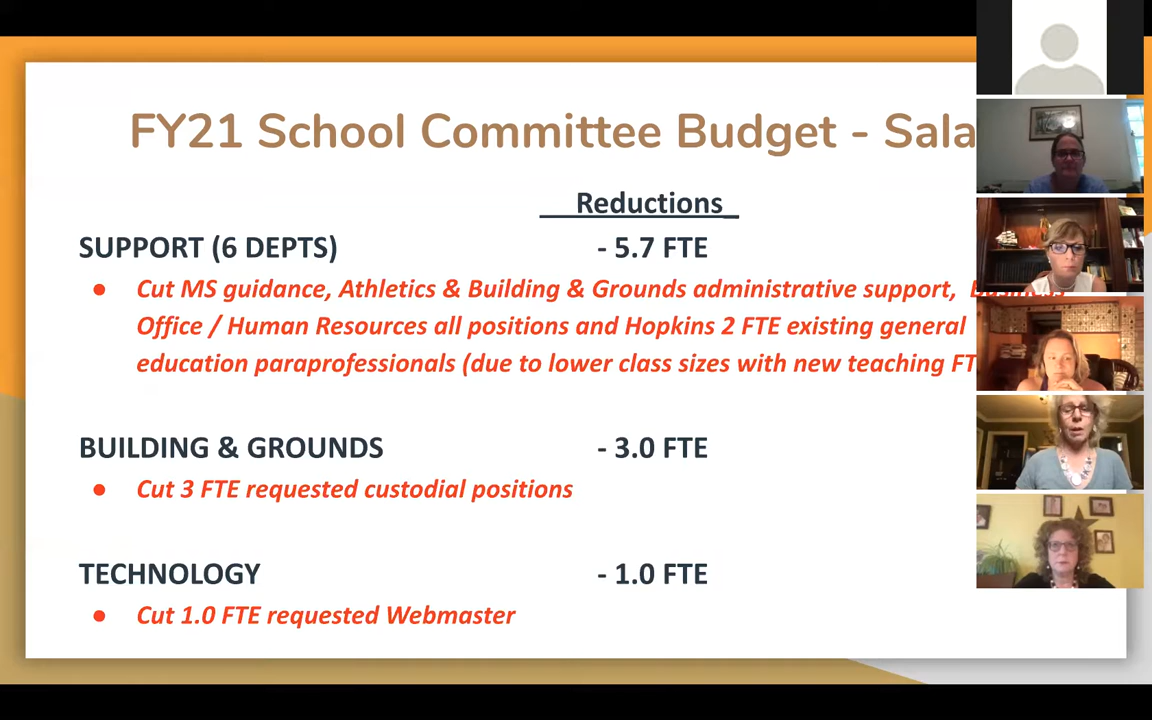 FY21 School Committee Budget - Sala
Reductions
SUPPORT (6 DEPTS) - 5.7 FTE
● Cut MS guidance, Athletics & Building & Grounds administrative support, Business
Office / Human Resources all positions and Hopkins 2 FTE existing general
education paraprofessionals (due to lower class sizes with new teaching FT
BUILDING & GROUNDS - 3.0 FTE
● Cut 3 FTE requested custodial positions
TECHNOLOGY - 1.0 FTE
● Cut 1.0 FTE requested Webmaster